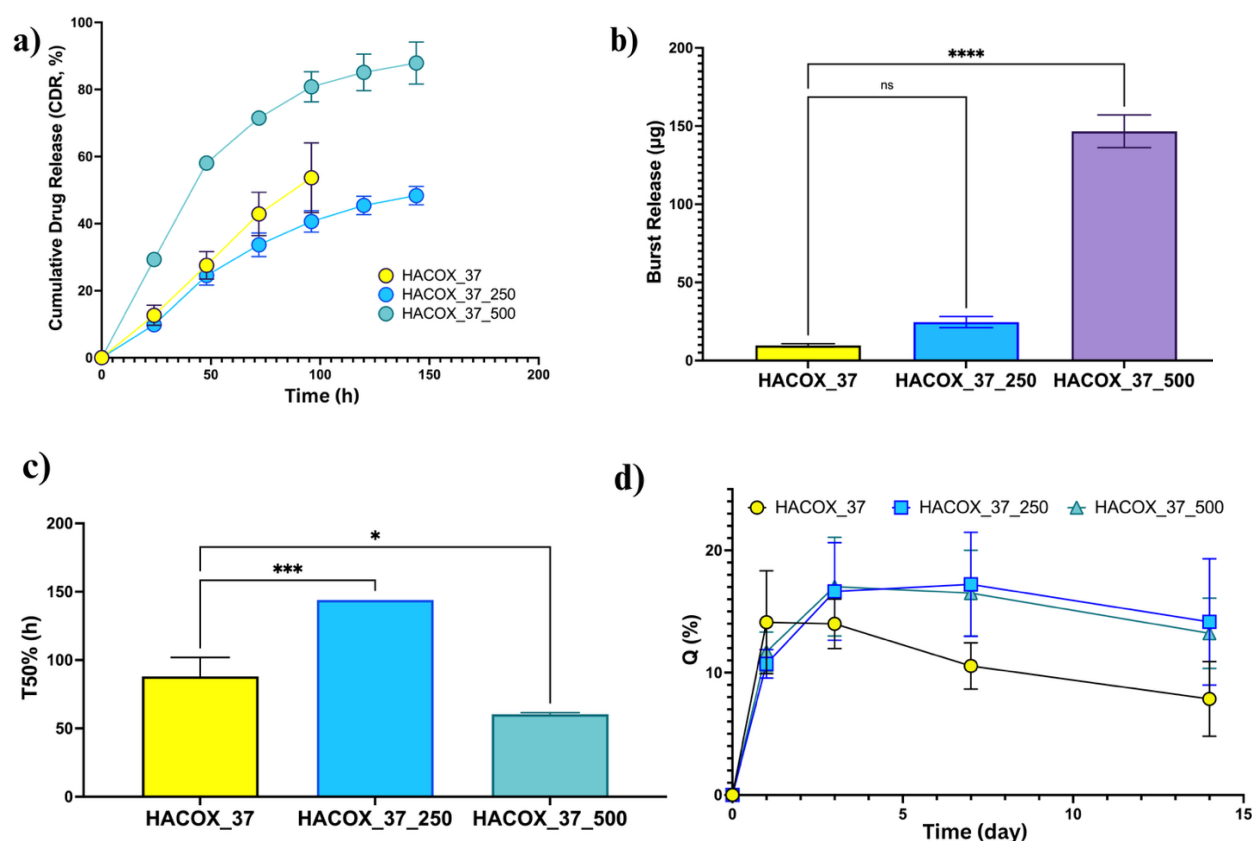 a)
Cumulative Drug Release (CDR, %)
100
80
60
40
20
0
0 50 100 150 200
Time (h)
HACOX_37
HACOX_37_250
HACOX_37_500
b)
Burst Release (µg)
200
150
100
50
0
****
ns
HACOX_37 HACOX_37_250 HACOX_37_500
c)
T50% (h)
200
150
100
50
0
*
***
HACOX_37 HACOX_37_250 HACOX_37_500
d)
HACOX_37 HACOX_37_250 HACOX_37_500
Q (%)
20
10
0
0 5 10 15
Time (day)